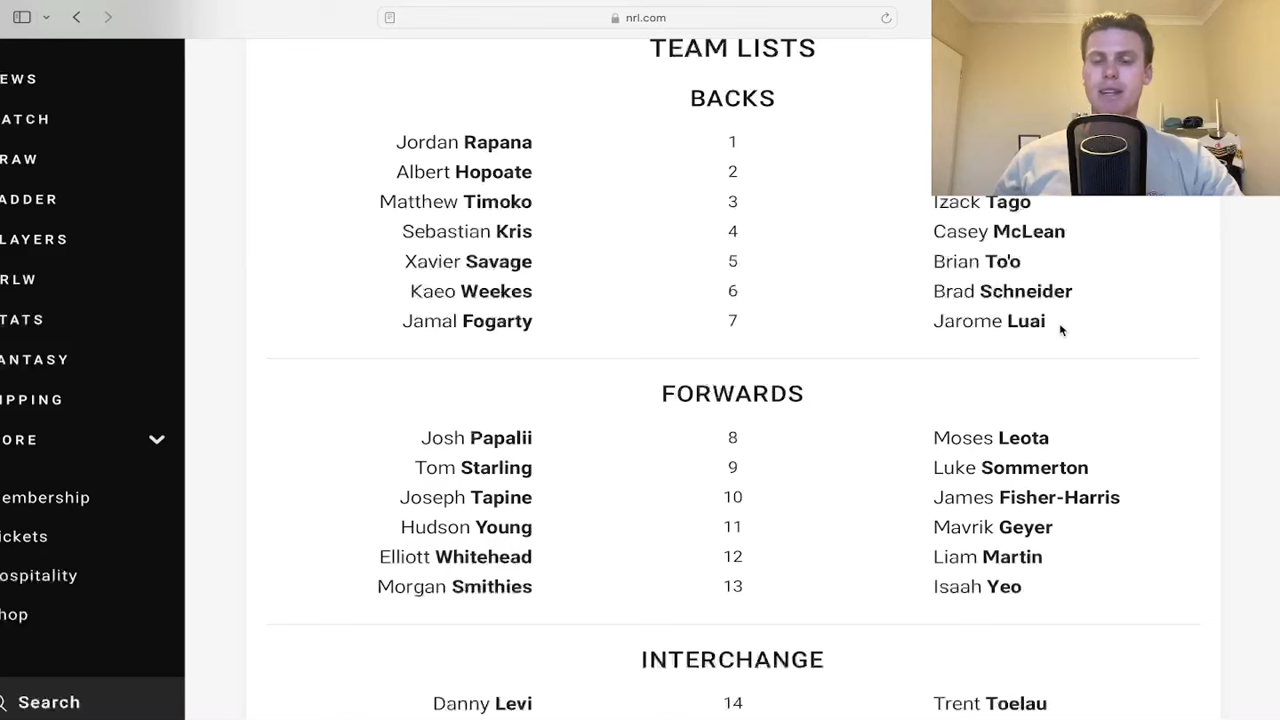 nrl.com
EWS
ATCH
RAW
ADDER
LAYERS
RLW
TATS
ANTASY
IPPING
ORE
embership
ickets
ospitality
hop
Search
TEAM LISTS
BACKS
Jordan Rapana 1
Albert Hopoate 2
Matthew Timoko 3 Izack Tago
Sebastian Kris 4 Casey McLean
Xavier Savage 5 Brian To'o
Kaeo Weekes 6 Brad Schneider
Jamal Fogarty 7 Jarome Luai
FORWARDS
Josh Papalii 8 Moses Leota
Tom Starling 9 Luke Sommerton
Joseph Tapine 10 James Fisher-Harris
Hudson Young 11 Mavrik Geyer
Elliott Whitehead 12 Liam Martin
Morgan Smithies 13 Isaah Yeo
INTERCHANGE
Danny Levi 14 Trent Toelau